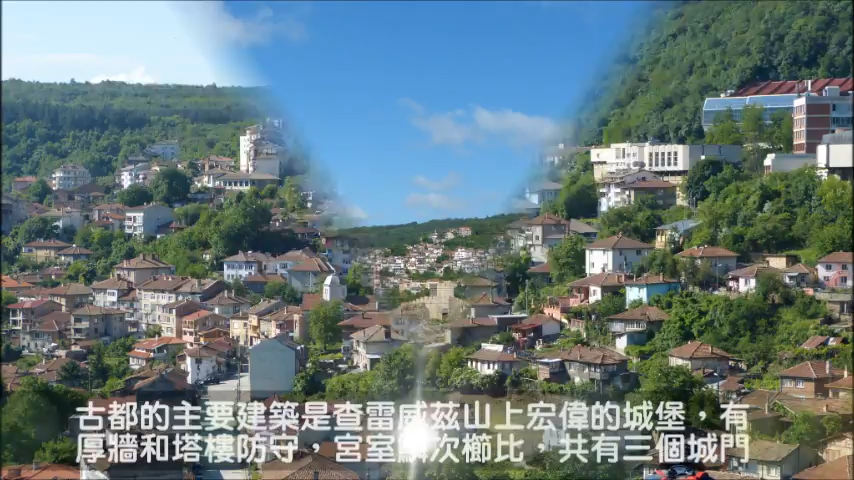 古都的主要建築是查雷威茲山上宏偉的城堡，有
厚牆和塔樓防守，宮室鱗次櫛比，共有三個城門